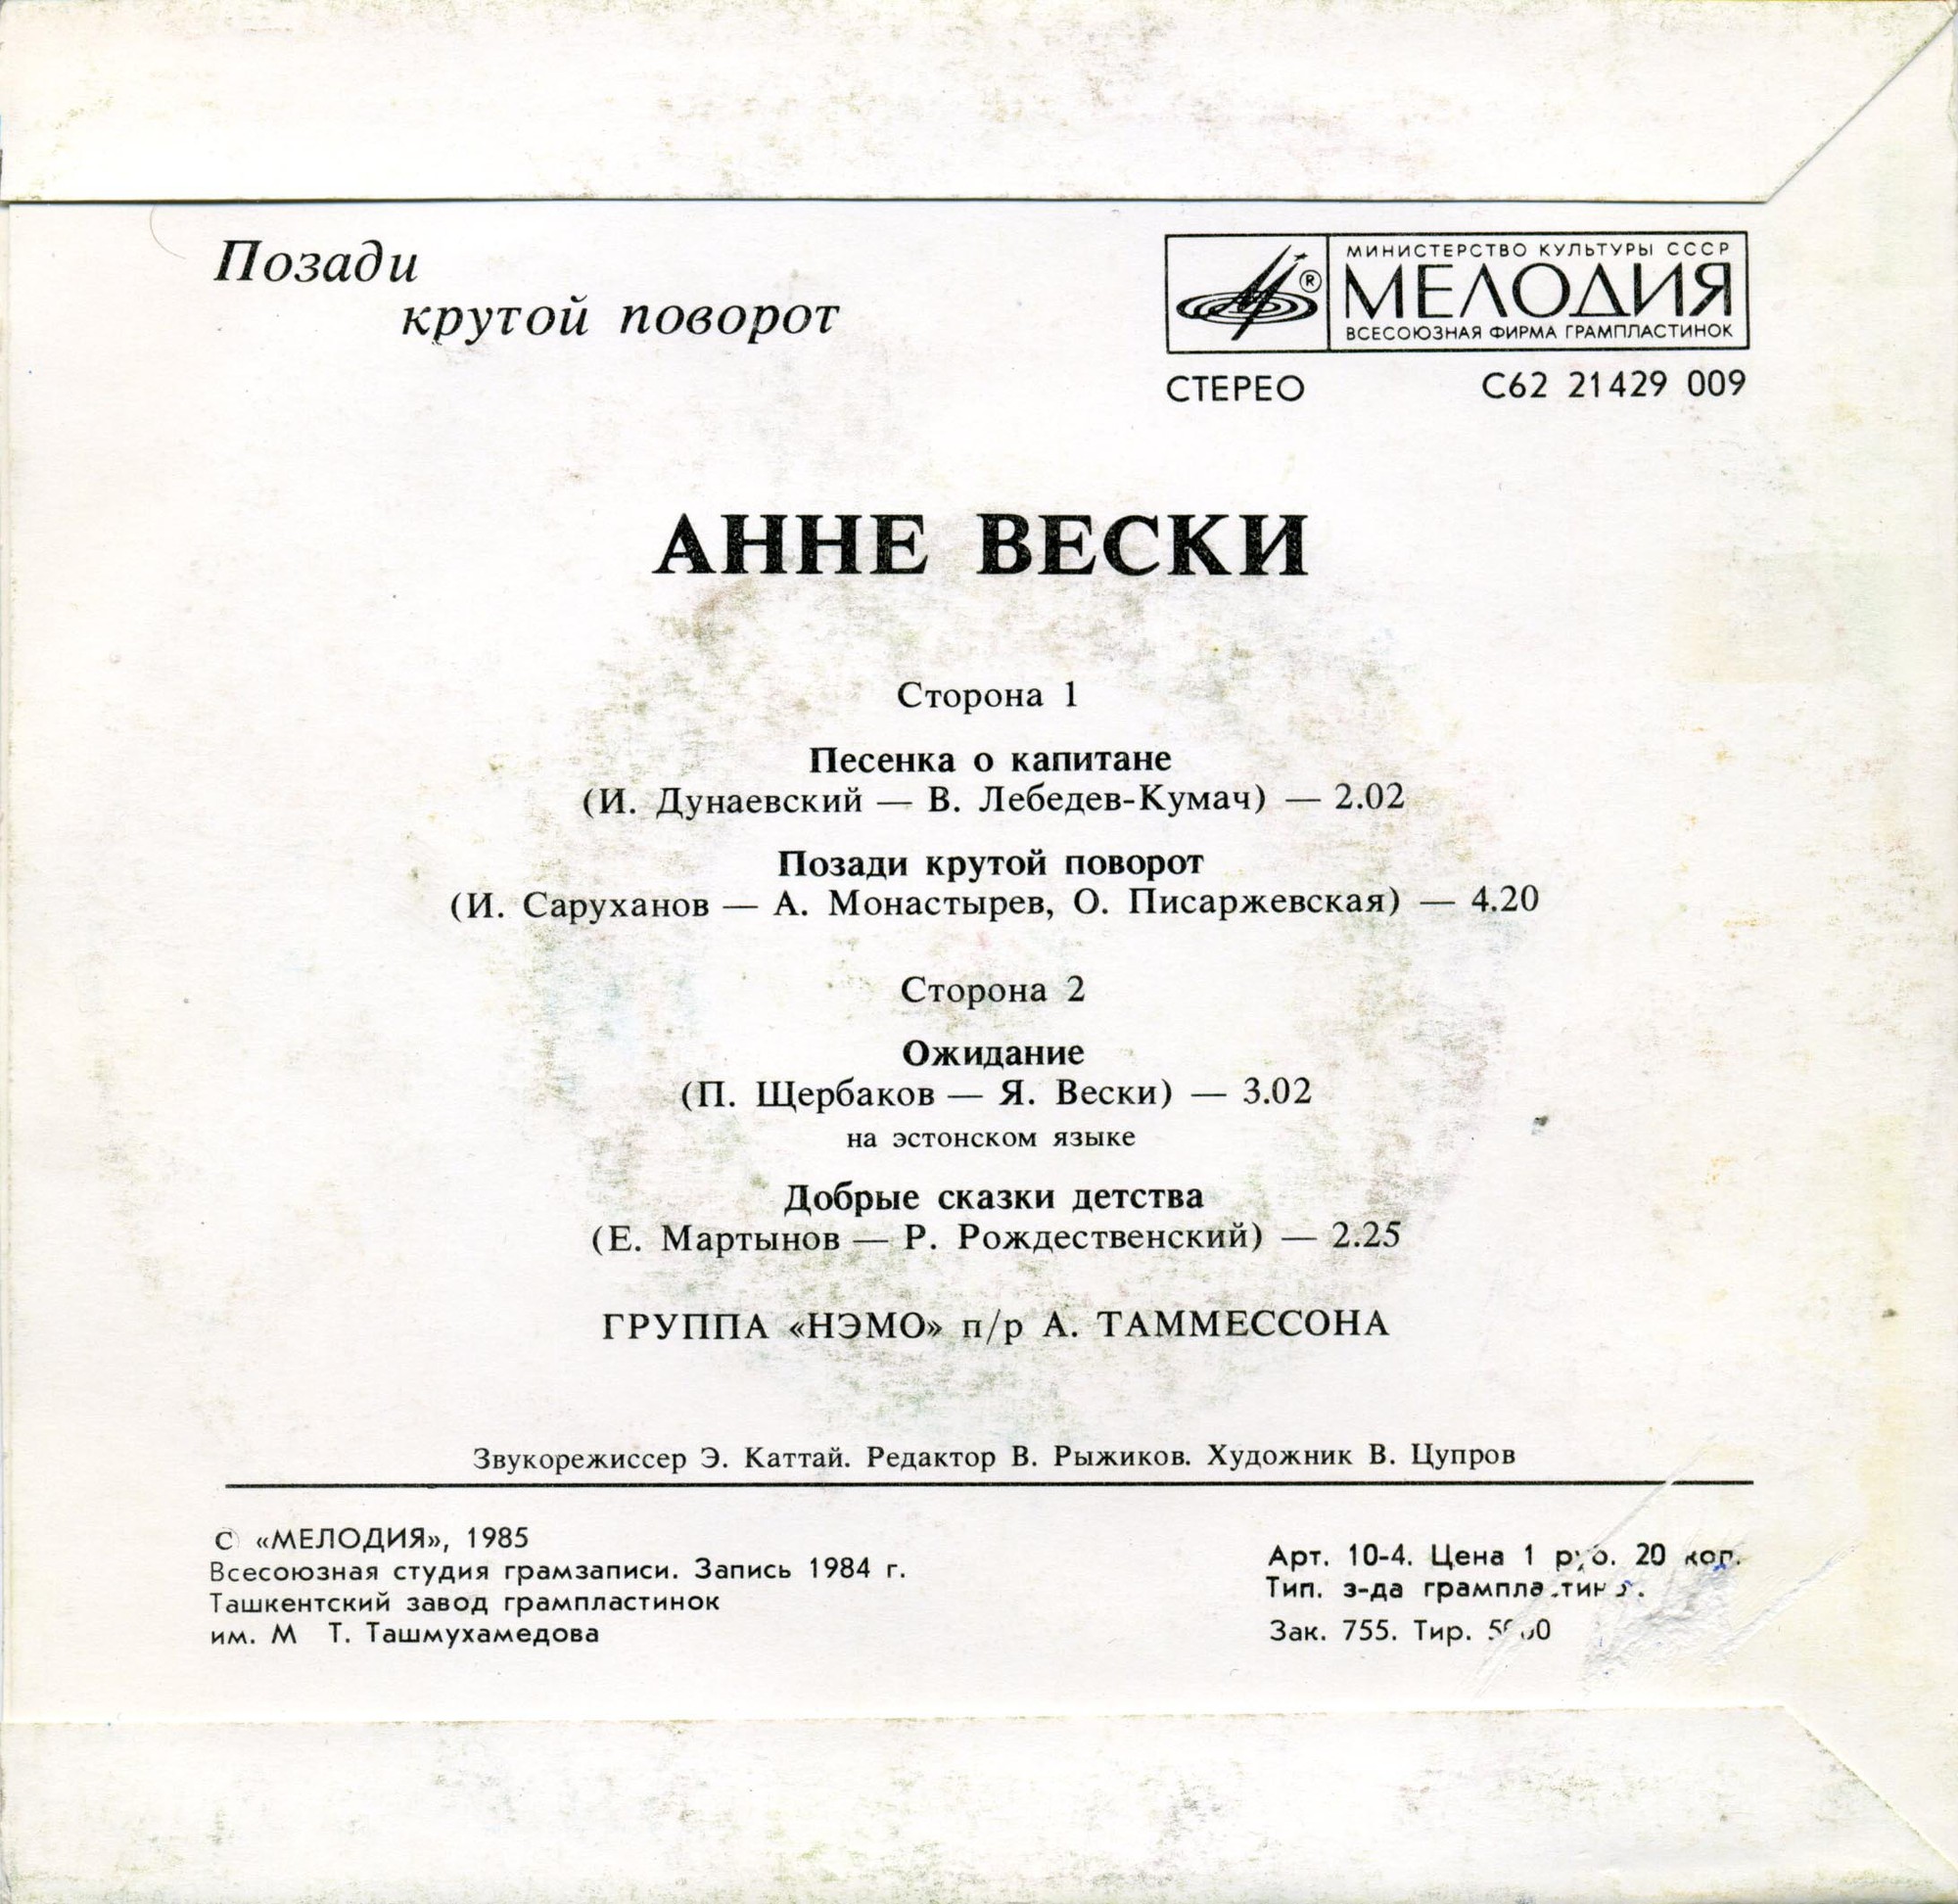 Позади
крутой поворот
МИНИСТЕРСТВО КУЛЬТУРЫ СССР
МЕЛОДИЯ
ВСЕСОЮЗНАЯ ФИРМА ГРАМПЛАСТИНОК
®
СТЕРЕО С62 21429 009
АННЕ ВЕСКИ
Сторона 1
Песенка о капитане
(И. Дунаевский — В. Лебедев-Кумач) — 2.02
Позади крутой поворот
(И. Саруханов — А. Монастырев, О. Писаржевская) — 4.20
Сторона 2
Ожидание
(П. Щербаков — Я. Вески) — 3.02
на эстонском языке
Добрые сказки детства
(Е. Мартынов — Р. Рождественский) — 2.25
ГРУППА «НЭМО» п/р А. ТАММЕССОНА
Звукорежиссер Э. Каттай. Редактор В. Рыжиков. Художник В. Цупров
© «МЕЛОДИЯ», 1985
Всесоюзная студия грамзаписи. Запись 1984 г.
Ташкентский завод грампластинок
им. М Т. Ташмухамедова
Арт. 10-4. Цена 1 руб. 20 коп.
Тип. з-да грампластинок.
Зак. 755. Тир.